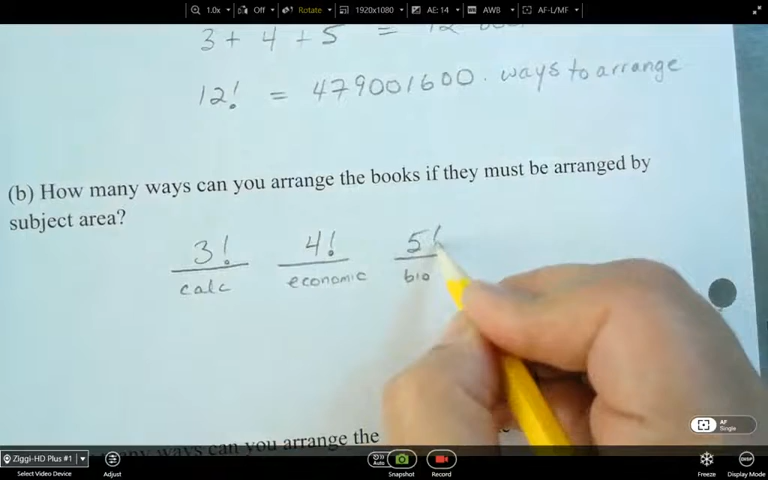 1.0x Off Rotate 1920x1080 AE: 14 AWB AF-L/MF
3 + 4 + 5 = 12
12! = 479001600. ways to arrange
(b) How many ways can you arrange the books if they must be arranged by
subject area?
3! 4! 5!
calc economic bio
ways can you arrange the
AF
Single
Ziggi-HD Plus #1
Auto
Select Video Device Adjust Snapshot Record Freeze Display Mode